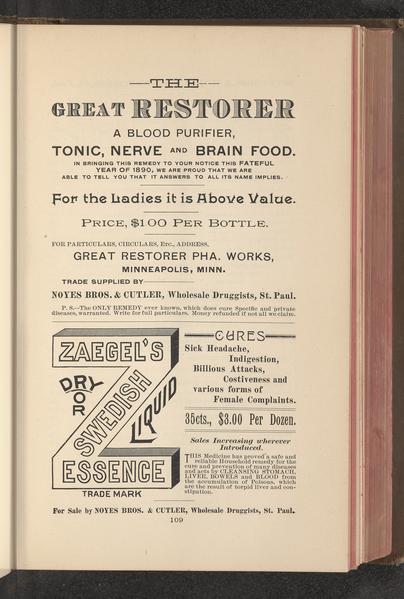 THE
GREAT RESTORER
A BLOOD PURIFIER,
TONIC, NERVE AND BRAIN FOOD.
IN BRINGING THIS REMEDY TO YOUR NOTICE THIS FATEFUL
YEAR OF 1890, WE ARE PROUD THAT WE ARE
ABLE TO TELL YOU THAT IT ANSWERS TO ALL ITS NAME IMPLIES.
For the Ladies it is Above Value.
PRICE, $1 00 PER BOTTLE.
FOR PARTICULARS, CIRCULARS, Etc., ADDRESS,
GREAT RESTORER PHA. WORKS,
MINNEAPOLIS, MINN.
TRADE SUPPLIED BY
NOYES BROS. & CUTLER, Wholesale Druggists, St. Paul.
P. S.—The ONLY REMEDY ever known, which does cure Specific and private
diseases, warranted. Write for full particulars. Money refunded if not all we claim.
ZAEGEL'S
DRY
OR
LIQUID
SWEDISH
ESSENCE
TRADE MARK
CURES
Sick Headache,
Indigestion,
Billious Attacks,
Costiveness and
various forms of
Female Complaints.
35cts., $3.00 Per Dozen.
Sales Increasing wherever
Introduced.
THIS Medicine has proved a safe and
reliable Household remedy for the
cure and prevention of many diseases
and acts by CLEANSING STOMACH,
LIVER, BOWELS and BLOOD from
the accumulation of Poisons, which
are the result of torpid liver and con-
stipation.
For Sale by NOYES BROS. & CUTLER, Wholesale Druggists, St. Paul.
109